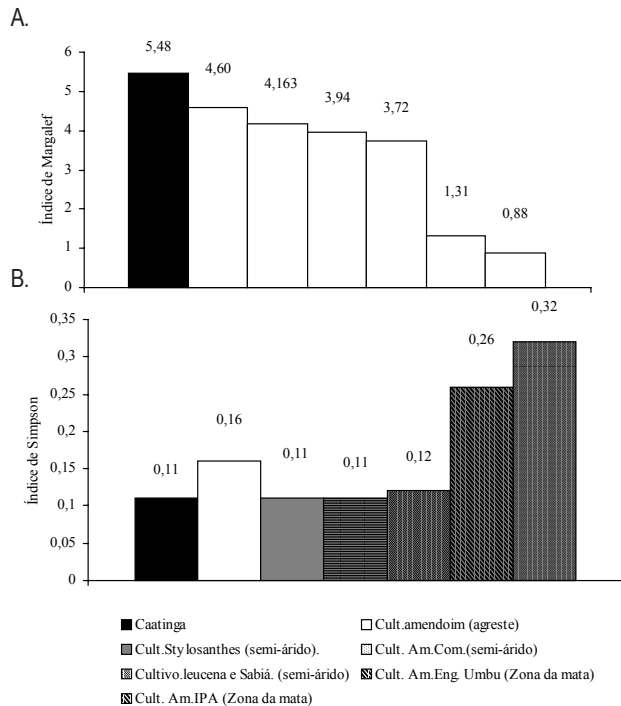 A.
Índice de Margalef
6
5
4
3
2
1
0
5,48
4,60
4,163
3,94
3,72
1,31
0,88
B.
Índice de Simpson
0,35
0,3
0,25
0,2
0,15
0,1
0,05
0
0,11
0,16
0,11
0,11
0,12
0,26
0,32
Caatinga
Cult.amendoim (agreste)
Cult.Stylosanthes (semi-árido).
Cult. Am.Com.(semi-árido)
Cultivo.leucena e Sabiá. (semi-árido)
Cult. Am.Eng. Umbu (Zona da mata)
Cult. Am.IPA (Zona da mata)